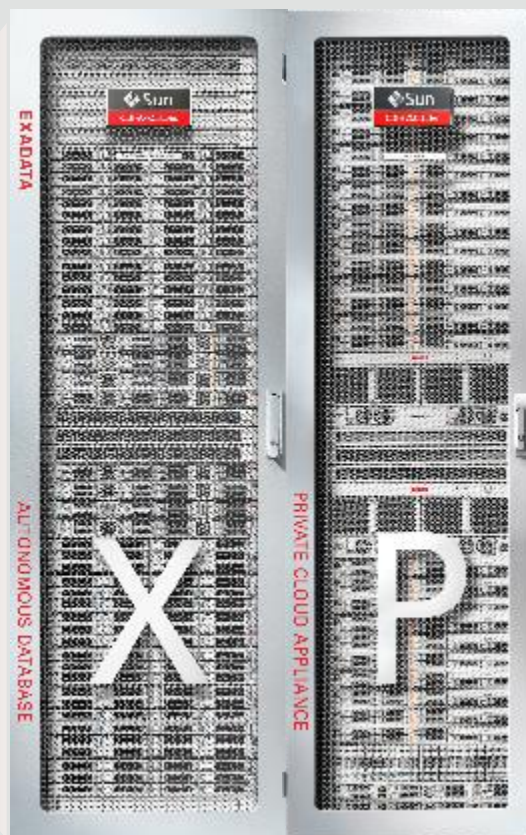 Sun
EXADATA
AUTONOMOUS DATABASE
X
Sun
PRIVATE CLOUD APPLIANCE
P